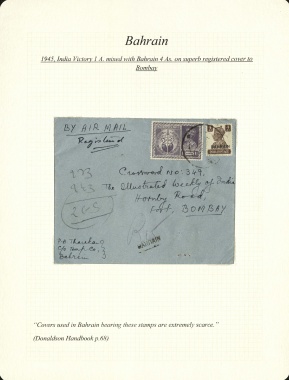 Bahrain
1945, India Victory 1 A. mixed with Bahrain 4 As. on superb registered cover to
Bombay
BY AIR MAIL
Registered
Crossword No: 349.
The Illustrated Weekly of India
Hornby Road,
Fort. BOMBAY
265
Bahrain
"Covers used in Bahrain bearing these stamps are extremely scarce."
(Donaldson Handbook p.68)